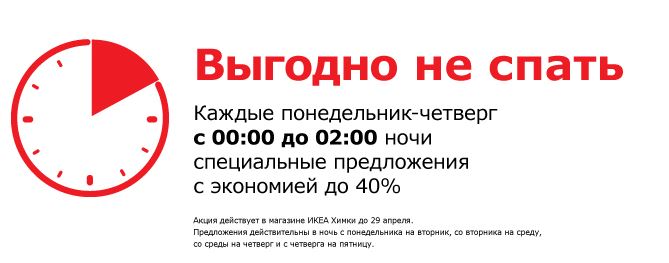 Выгодно не спать
Каждые понедельник-четверг
с 00:00 до 02:00 ночи
специальные предложения
с экономией до 40%
Акция действует в магазине ИКЕА Химки до 29 апреля.
Предложения действительны в ночь с понедельника на вторник, со вторника на среду,
со среды на четверг и с четверга на пятницу.